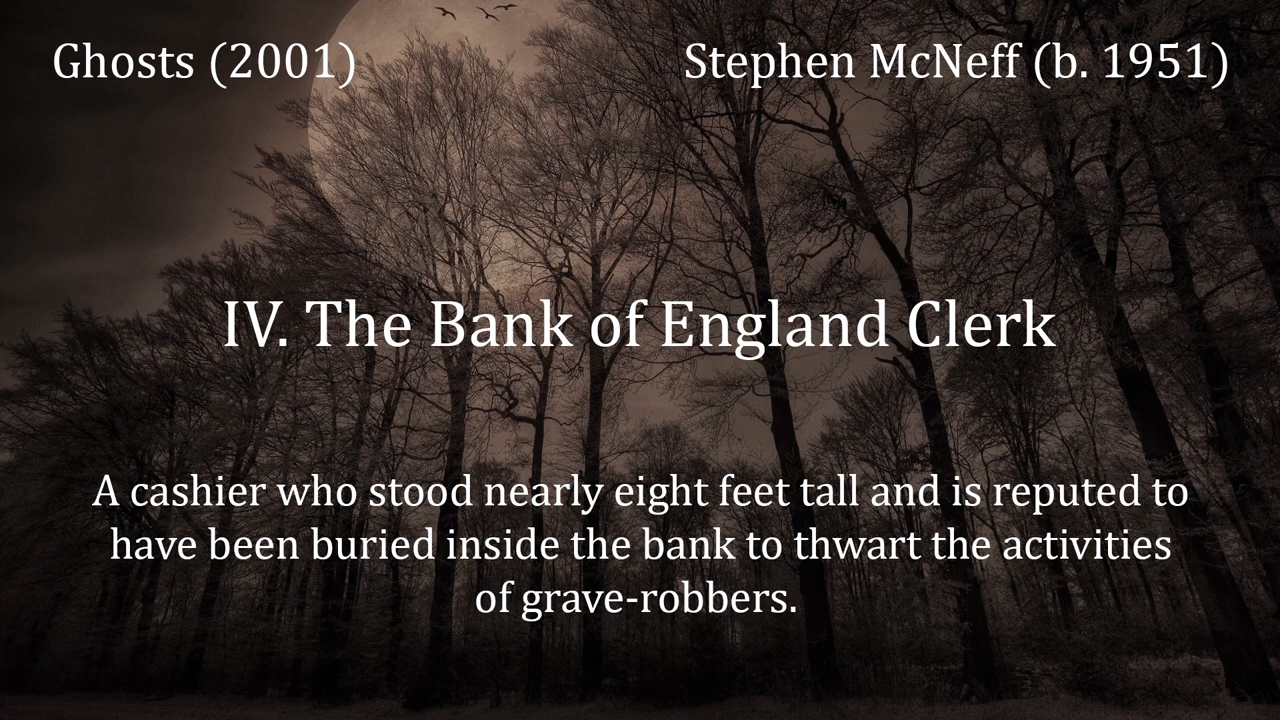 Ghosts (2001)
Stephen McNeff (b. 1951)
IV. The Bank of England Clerk
A cashier who stood nearly eight feet tall and is reputed to
have been buried inside the bank to thwart the activities
of grave-robbers.